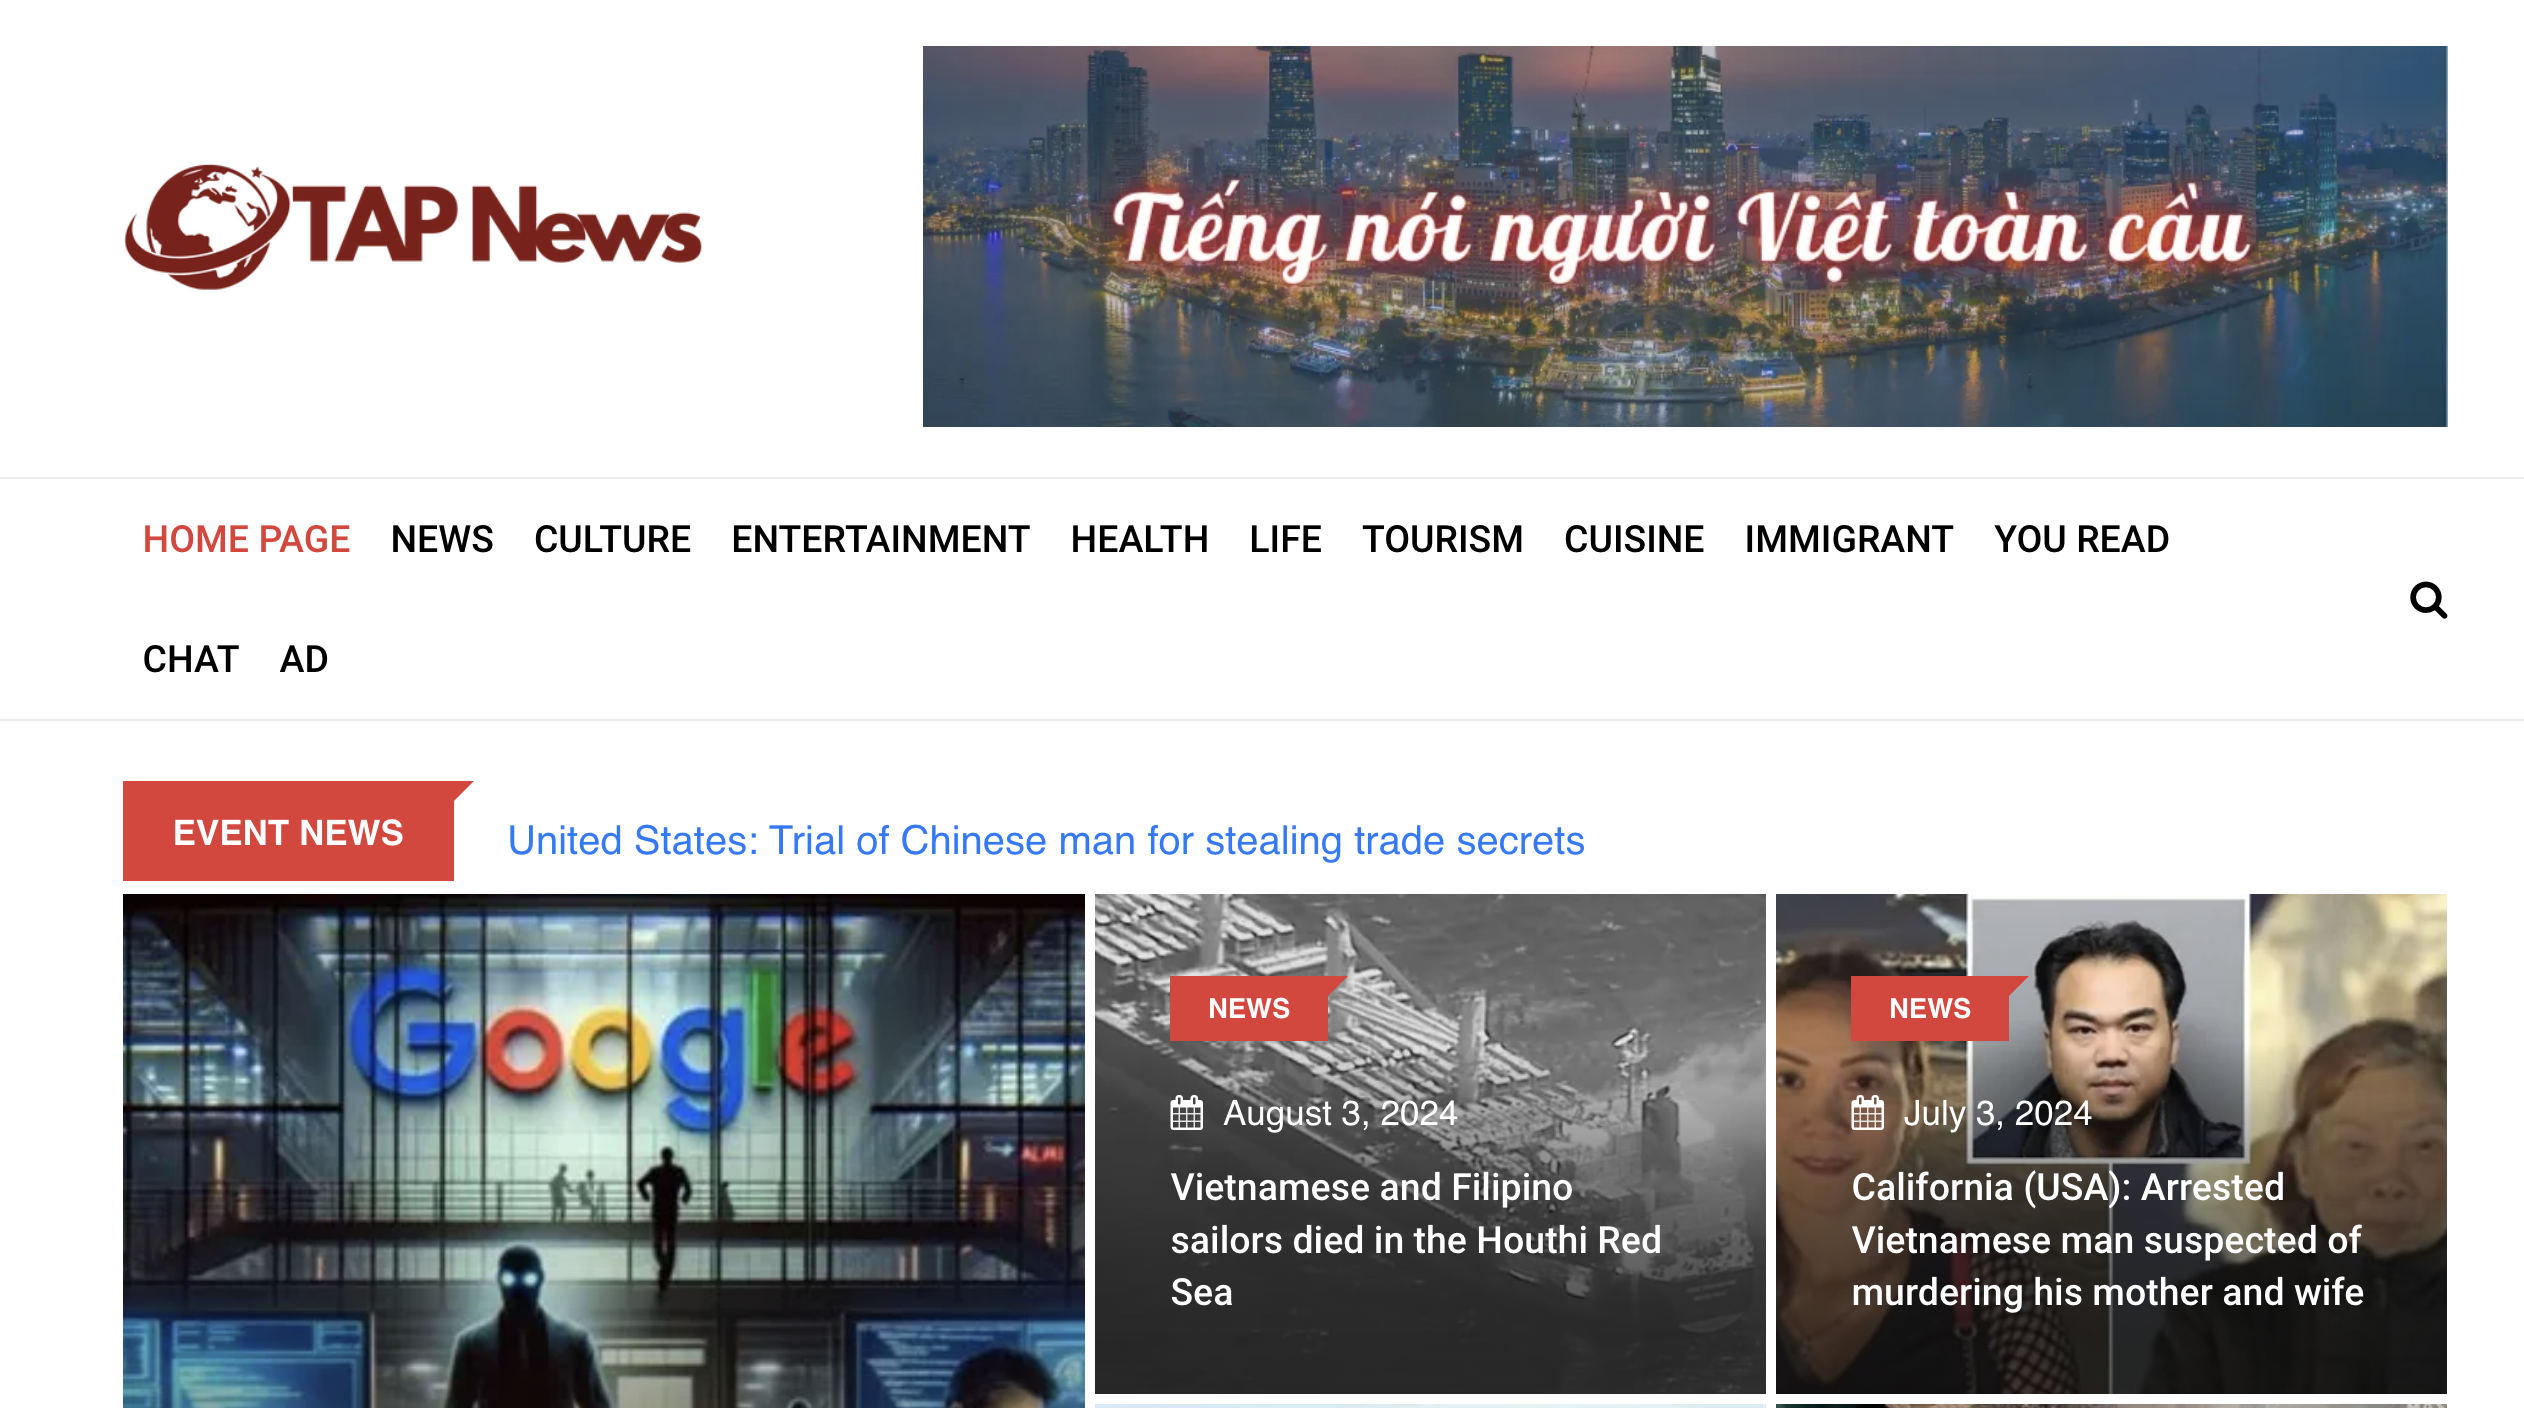 TAP News
Tiếng nói người Việt toàn cầu
HOME PAGE NEWS CULTURE ENTERTAINMENT HEALTH LIFE TOURISM CUISINE IMMIGRANT YOU READ
CHAT AD
EVENT NEWS
United States: Trial of Chinese man for stealing trade secrets
Google
NEWS
August 3, 2024
Vietnamese and Filipino
sailors died in the Houthi Red
Sea
NEWS
July 3, 2024
California (USA): Arrested
Vietnamese man suspected of
murdering his mother and wife